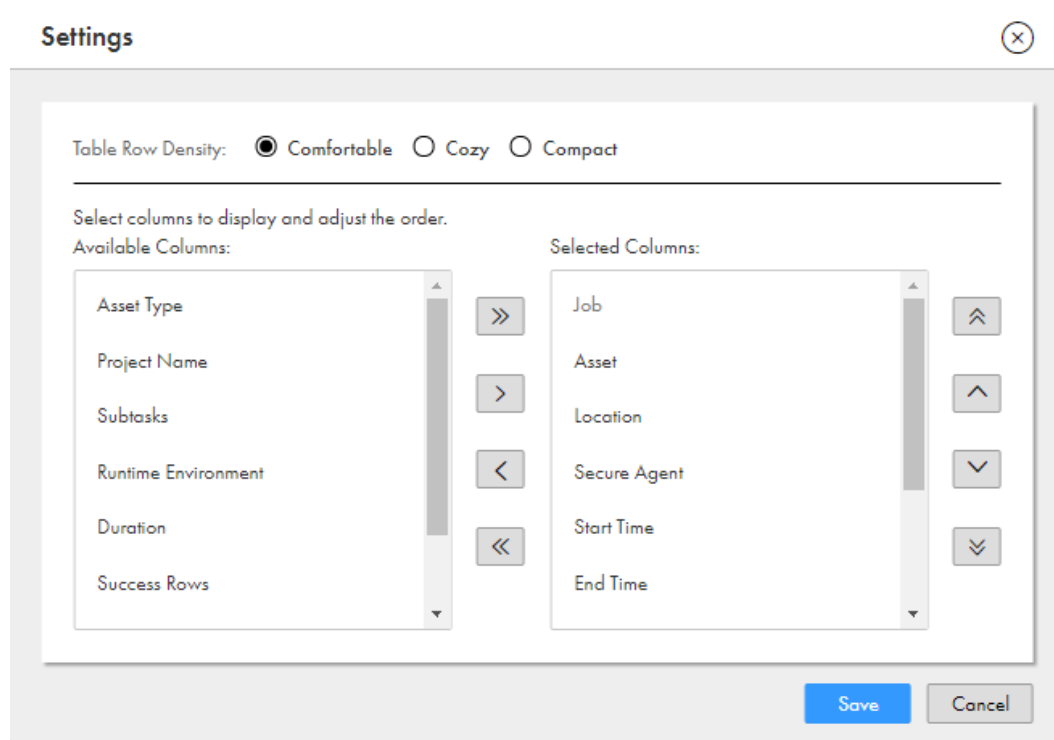 Settings
Table Row Density: Comfortable Cozy Compact
Select columns to display and adjust the order.
Available Columns:
Asset Type
Project Name
Subtasks
Runtime Environment
Duration
Success Rows
Selected Columns:
Job
Asset
Location
Secure Agent
Start Time
End Time
Save Cancel